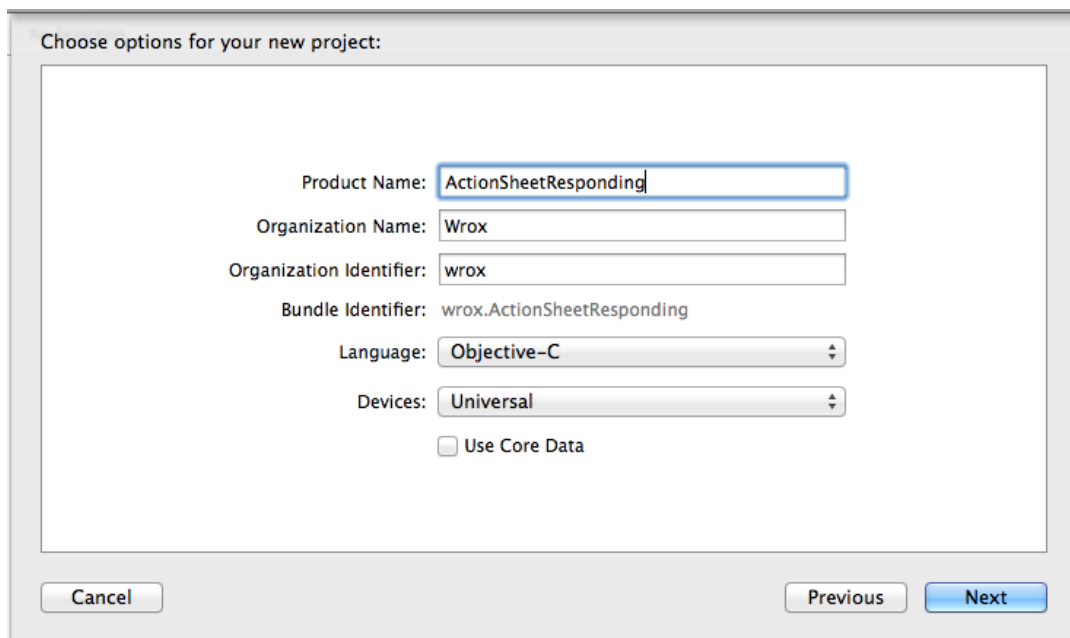 Choose options for your new project:
Product Name: ActionSheetResponding
Organization Name: Wrox
Organization Identifier: wrox
Bundle Identifier: wrox.ActionSheetResponding
Language: Objective-C
Devices: Universal
Use Core Data
Cancel Previous Next